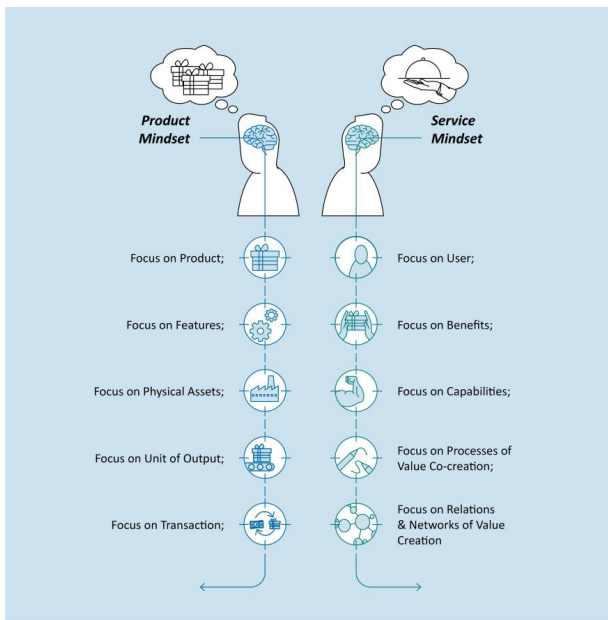 Product
Mindset
Service
Mindset
Focus on Product;
Focus on User;
Focus on Features;
Focus on Benefits;
Focus on Physical Assets;
Focus on Capabilities;
Focus on Unit of Output;
Focus on Processes of
Value Co-creation;
Focus on Transaction;
Focus on Relations
& Networks of Value
Creation